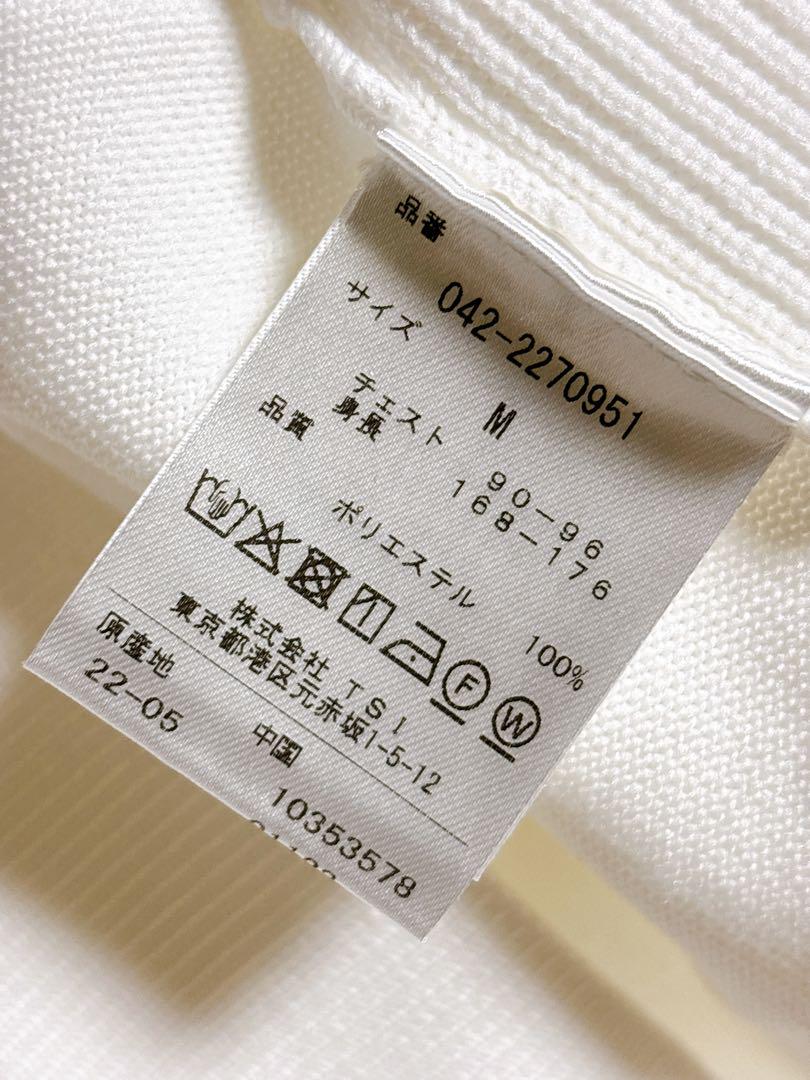 品番
042-2270951
サイズ M
チェスト 90-96
身長 168-176
品質
ポリエステル 100%
F W
株式会社 TSI
東京都港区元赤坂1-5-12
原産地 中国
22-05 10353578